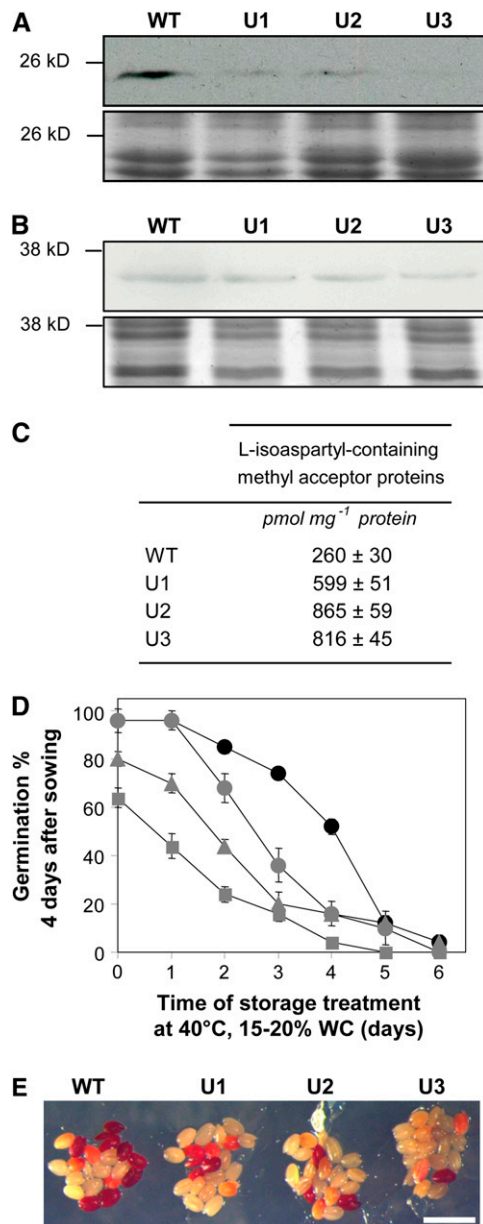 A
WT U1 U2 U3
26 kD
26 kD
B
WT U1 U2 U3
38 kD
38 kD
C
L-isoaspartyl-containing
methyl acceptor proteins
pmol mg⁻¹ protein
WT 260 ± 30
U1 599 ± 51
U2 865 ± 59
U3 816 ± 45
D
Germination %
4 days after sowing
100
80
60
40
20
0
0 1 2 3 4 5 6
Time of storage treatment
at 40°C, 15-20% WC (days)
E
WT U1 U2 U3